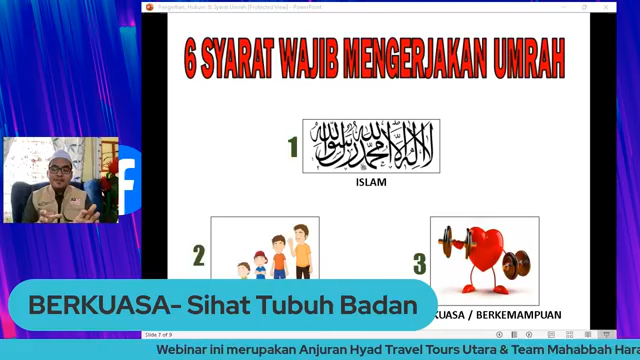 Pengertian, Hukum & Syarat Umrah [Protected View] - PowerPoint
6 SYARAT WAJIB MENGERJAKAN UMRAH
1
لا إله إلا الله محمد رسول الله
ISLAM
2
3
KUASA / BERKEMAMPUAN
BERKUASA- Sihat Tubuh Badan
Slide 7 of 9
Webinar ini merupakan Anjuran Hyad Travel Tours Utara & Team Mahabbah Hara